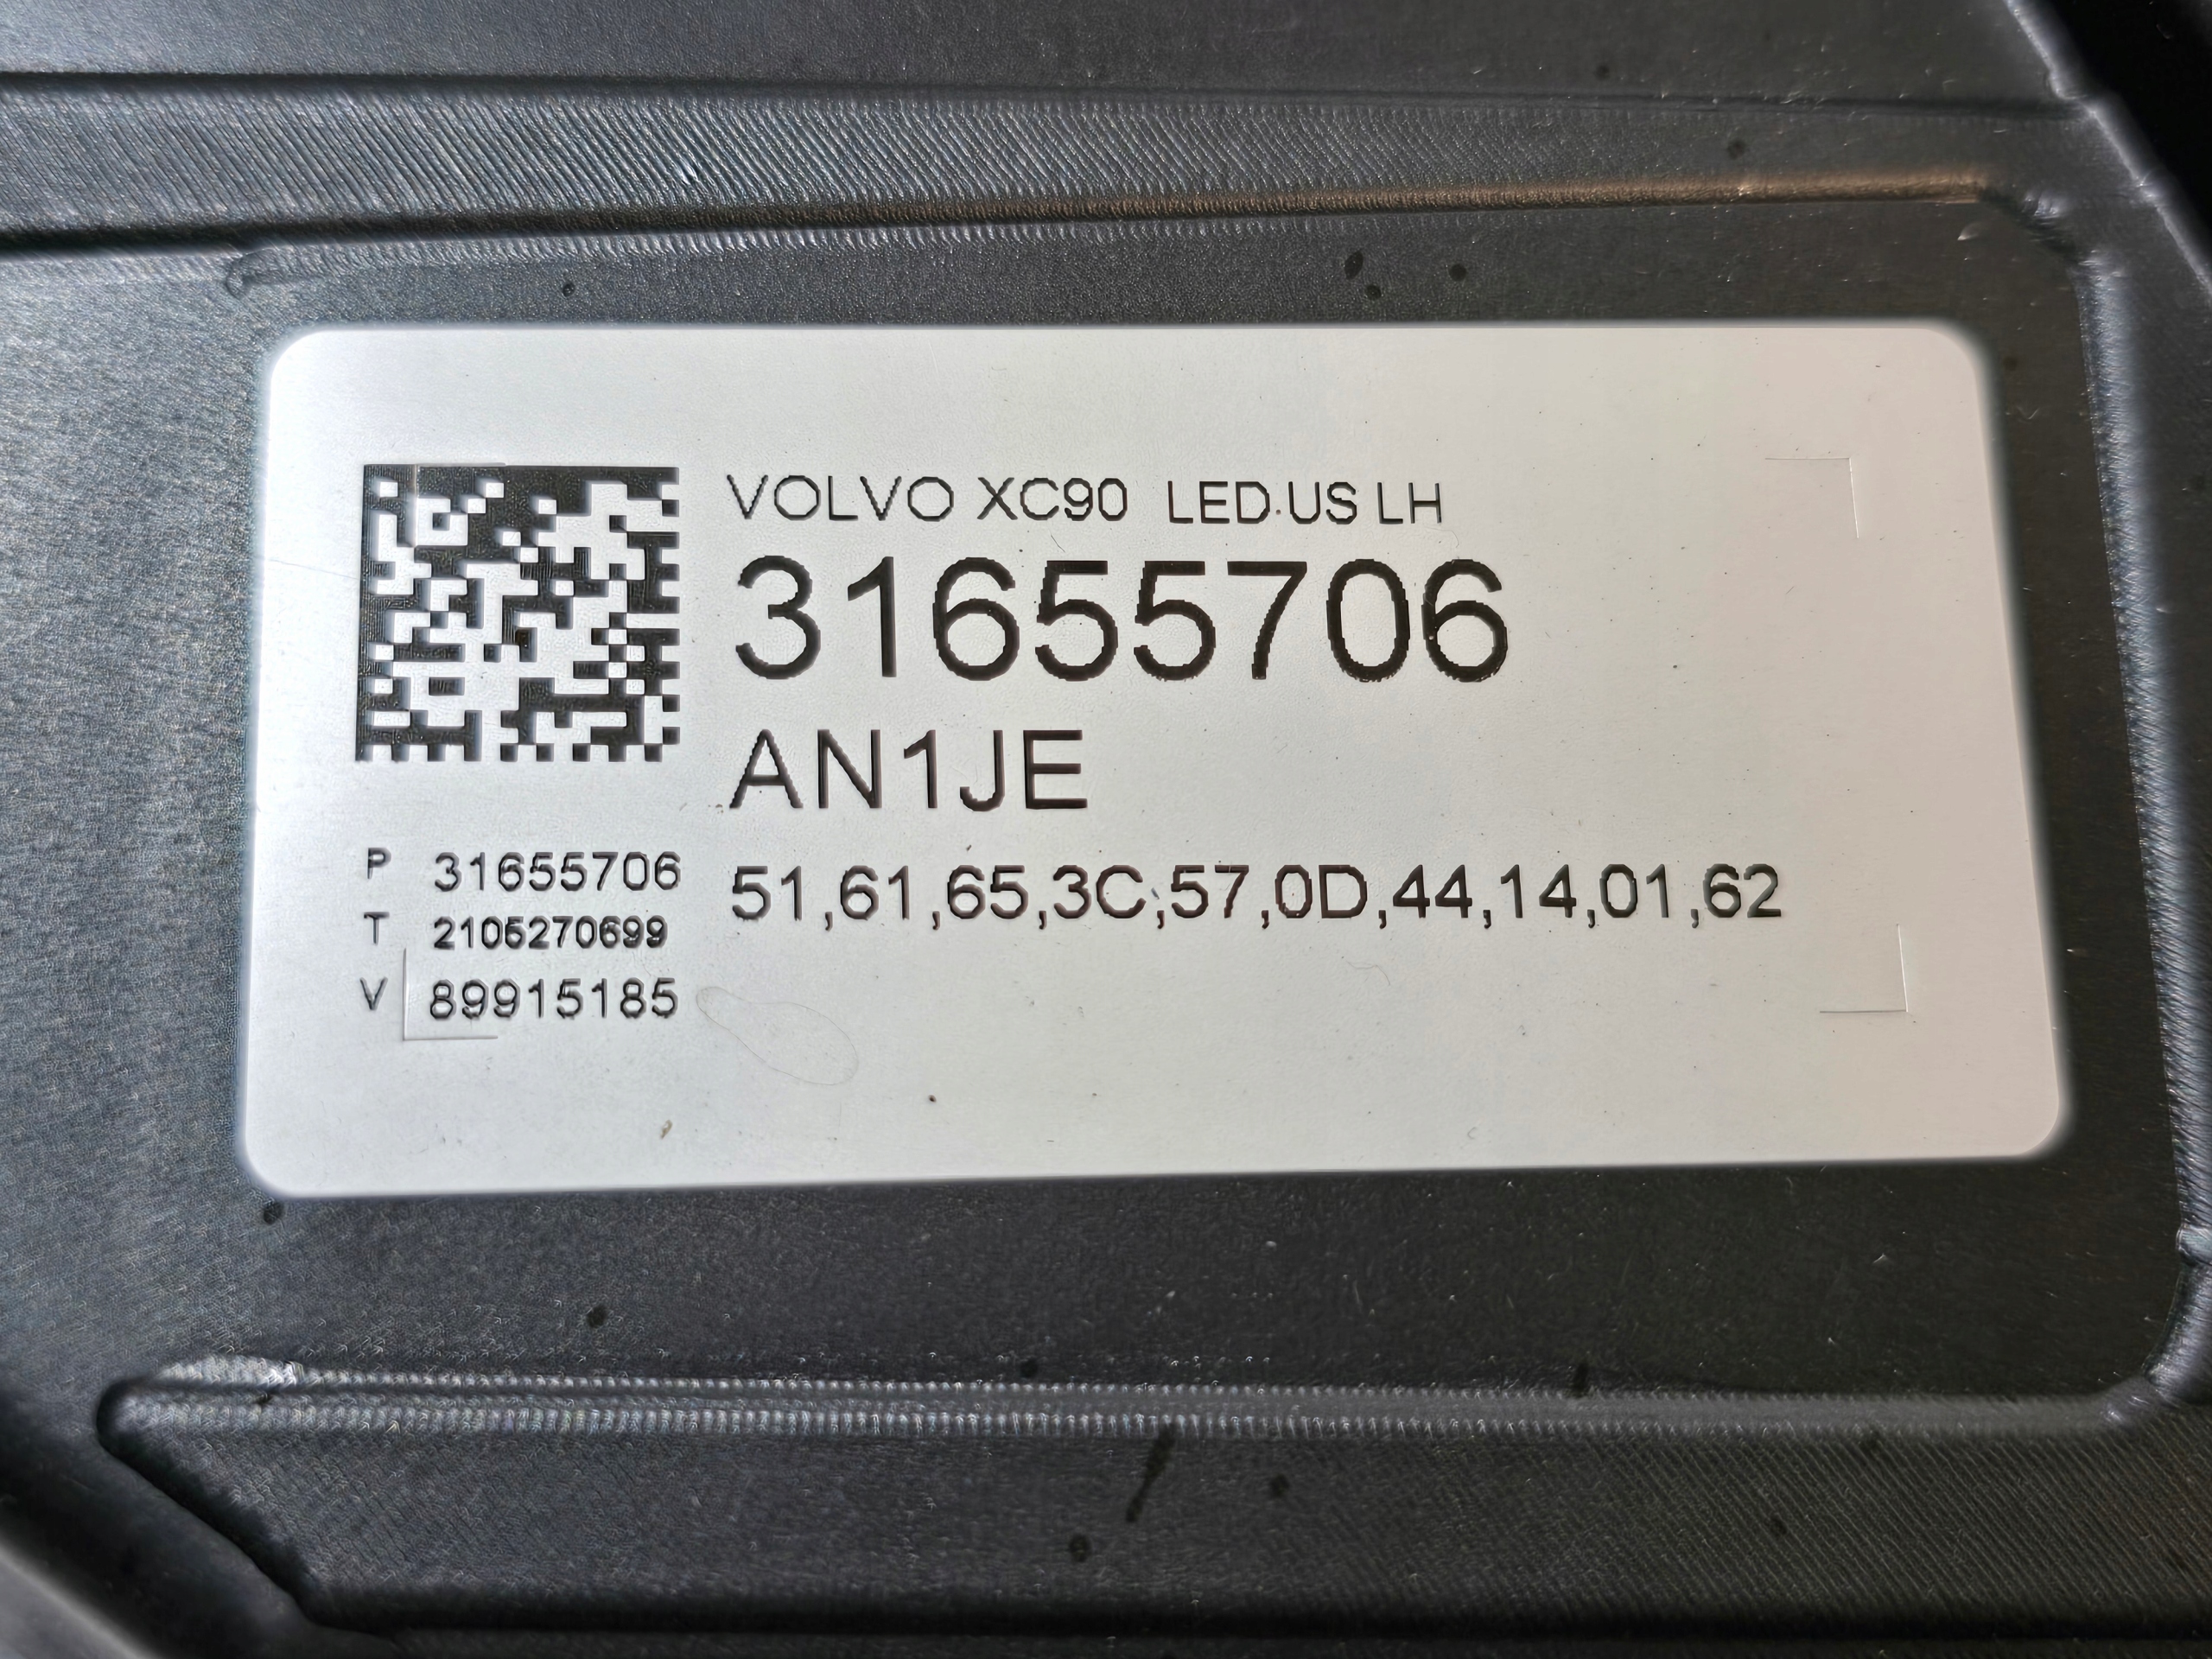 VOLVO XC90 LED.US LH
31655706
AN1JE
P 31655706
T 2105270699
V 89915185
51,61,65,3C,57,0D,44,14,01,62